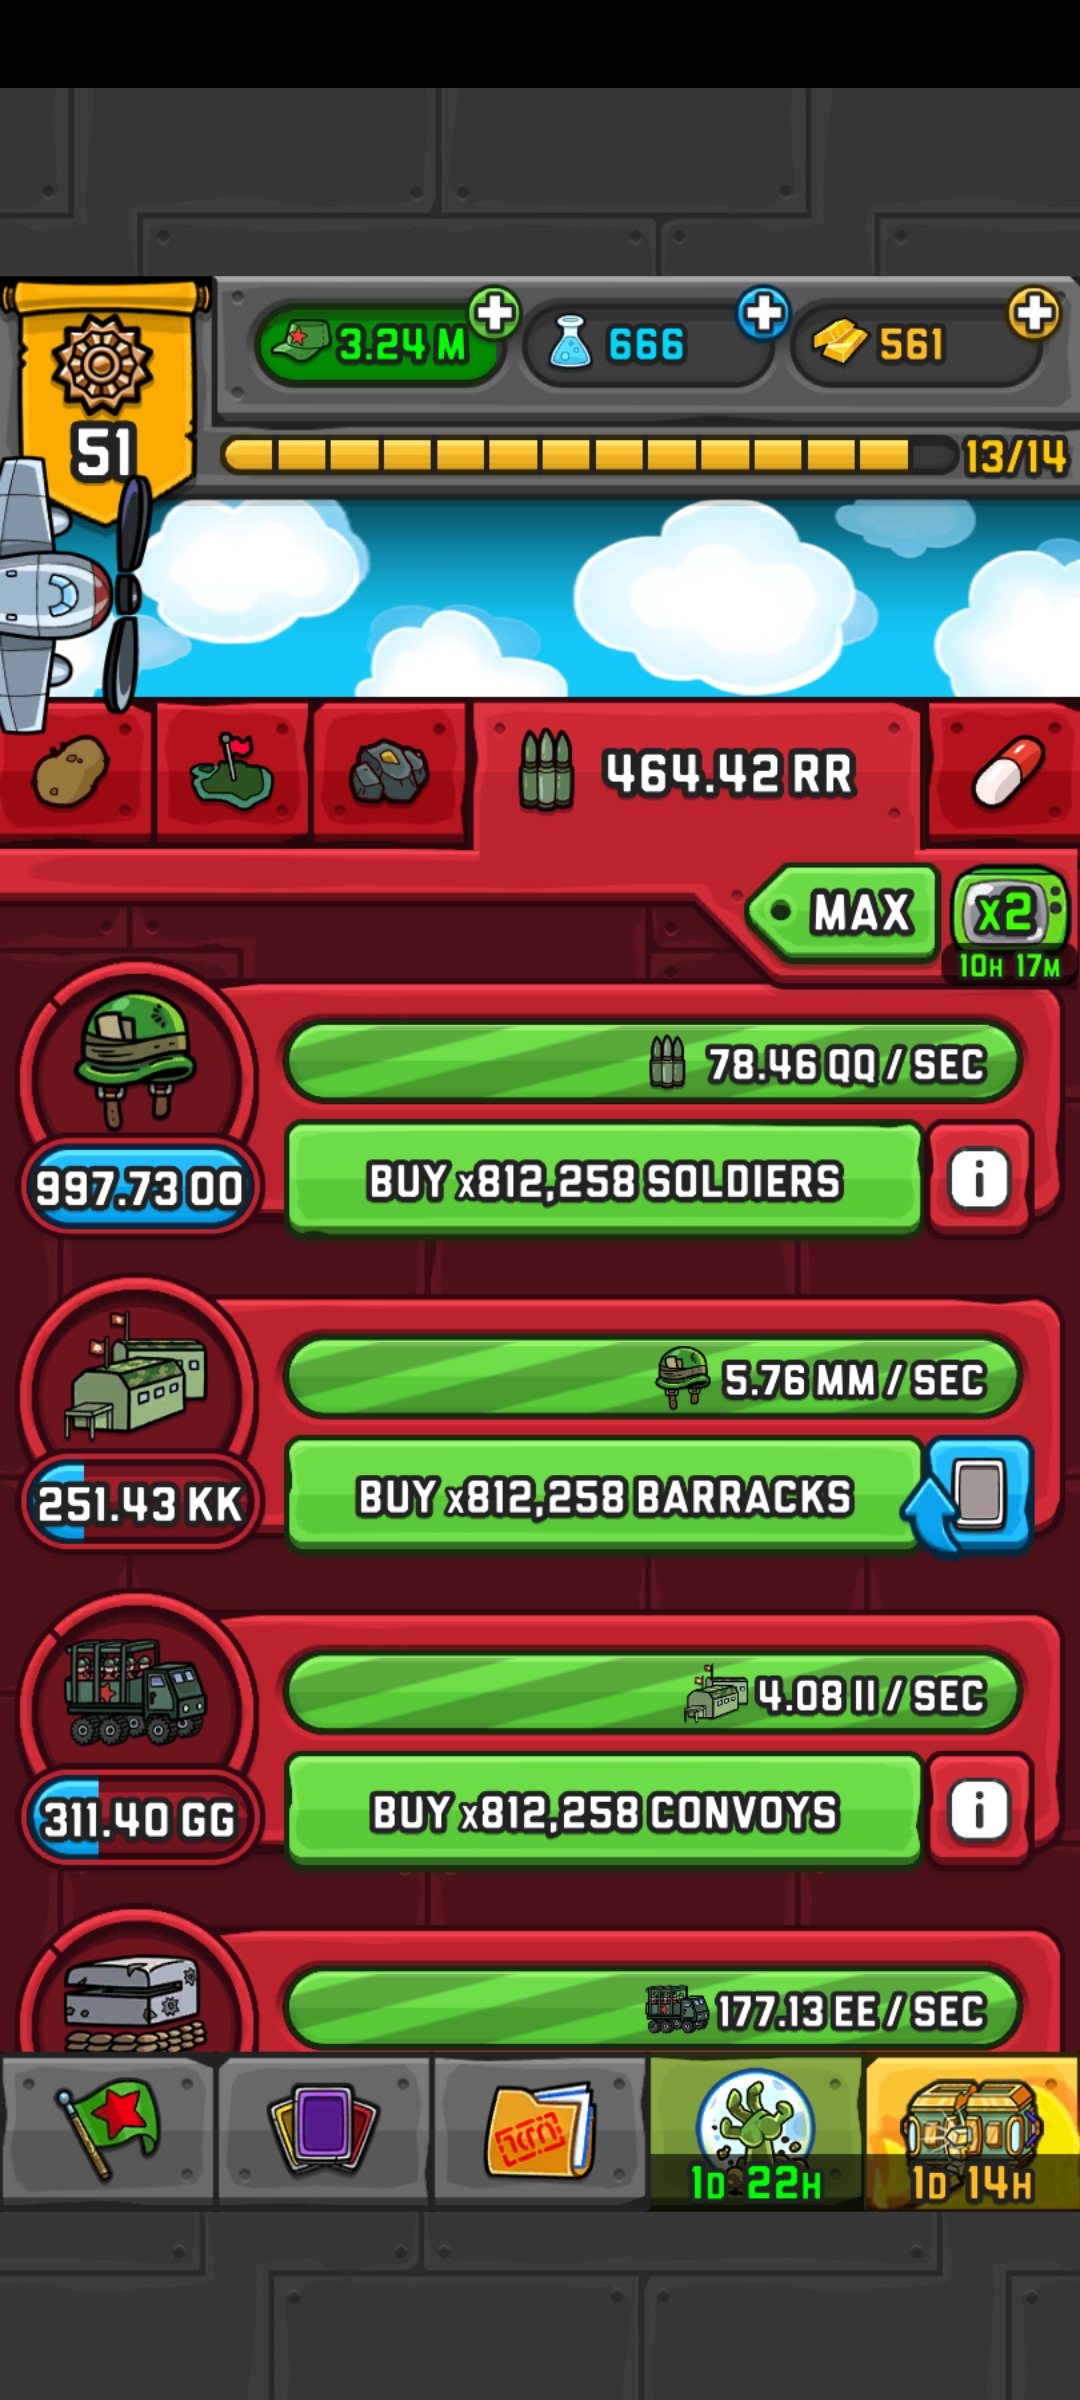 3.24 M
666
561
51
13/14
464.42 RR
MAX
x2
10H 17M
78.46 QQ / SEC
997.73 OO
BUY x812,258 SOLDIERS
5.76 MM / SEC
251.43 KK
BUY x812,258 BARRACKS
4.08 II / SEC
311.40 GG
BUY x812,258 CONVOYS
177.13 EE / SEC
1D 22H
1D 14H